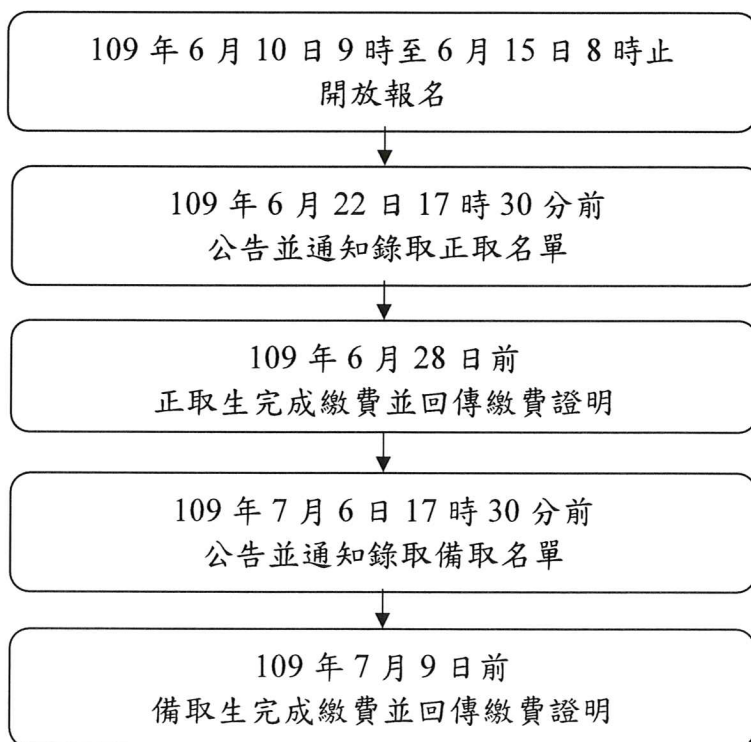 109 年 6 月 10 日 9 時至 6 月 15 日 8 時止
開放報名
109 年 6 月 22 日 17 時 30 分前
公告並通知錄取正取名單
109 年 6 月 28 日前
正取生完成繳費並回傳繳費證明
109 年 7 月 6 日 17 時 30 分前
公告並通知錄取備取名單
109 年 7 月 9 日前
備取生完成繳費並回傳繳費證明